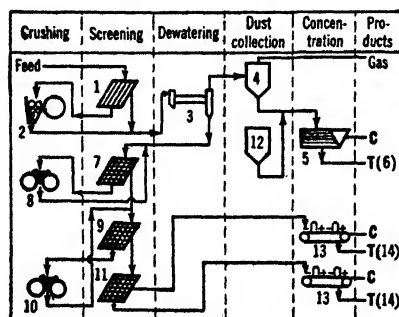 Crushing Screening Dewatering Dust collection Concen- tration Pro- ducts
Feed
1
2
3
4
Gas
5
C
T(6)
7
8
12
9
10
11
13
C
T(14)
13
C
T(14)